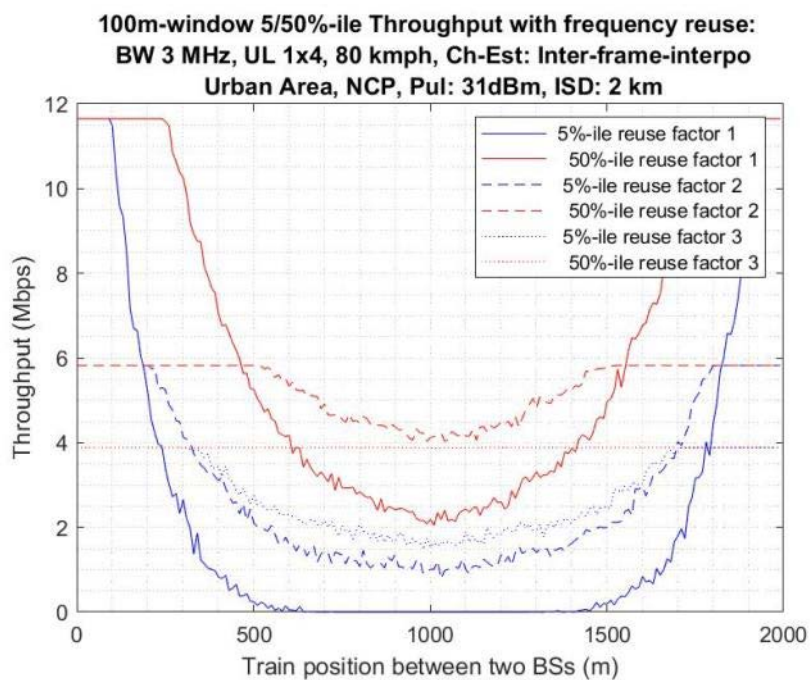 100m-window 5/50%-ile Throughput with frequency reuse:
BW 3 MHz, UL 1x4, 80 kmph, Ch-Est: Inter-frame-interpo
Urban Area, NCP, Pul: 31dBm, ISD: 2 km
12
10
8
6
4
2
0
Throughput (Mbps)
5%-ile reuse factor 1
50%-ile reuse factor 1
5%-ile reuse factor 2
50%-ile reuse factor 2
5%-ile reuse factor 3
50%-ile reuse factor 3
0 500 1000 1500 2000
Train position between two BSs (m)